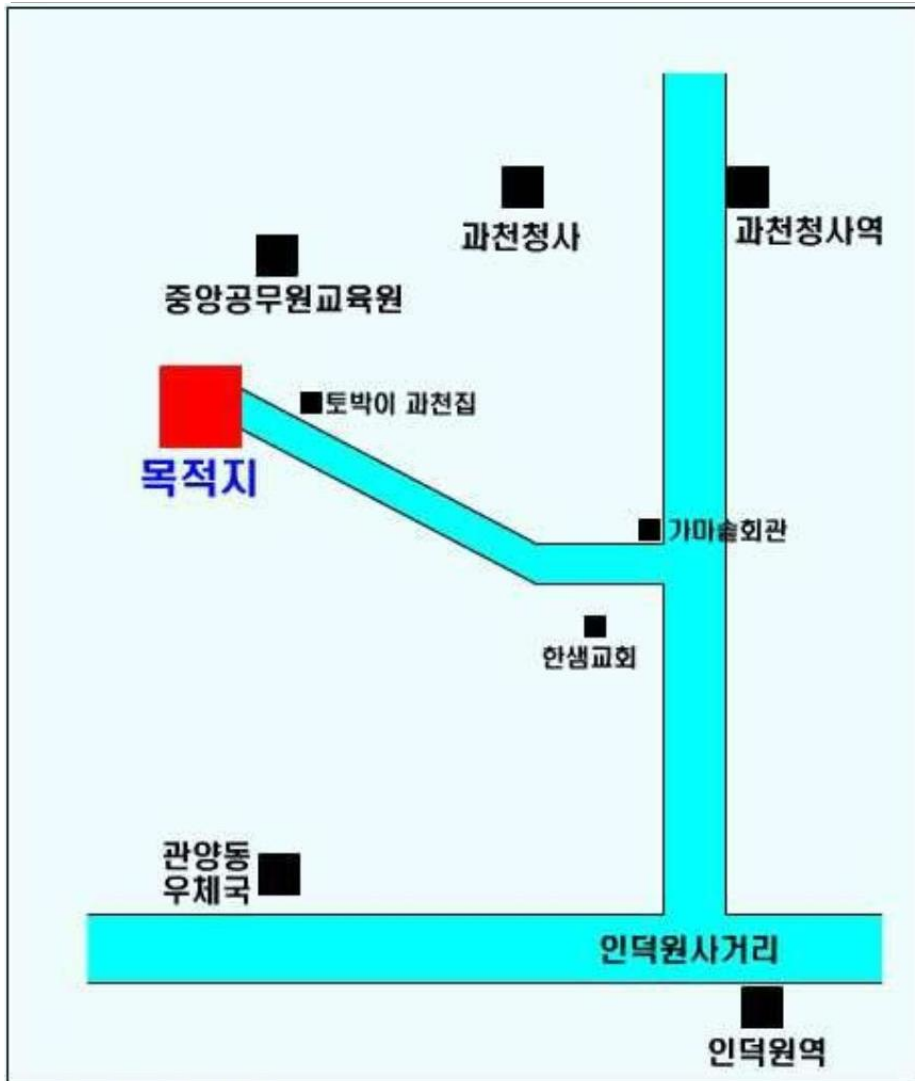 과천청사
과천청사역
중앙공무원교육원
토박이 과천집
목적지
가마솥회관
한샘교회
관양동
우체국
인덕원사거리
인덕원역